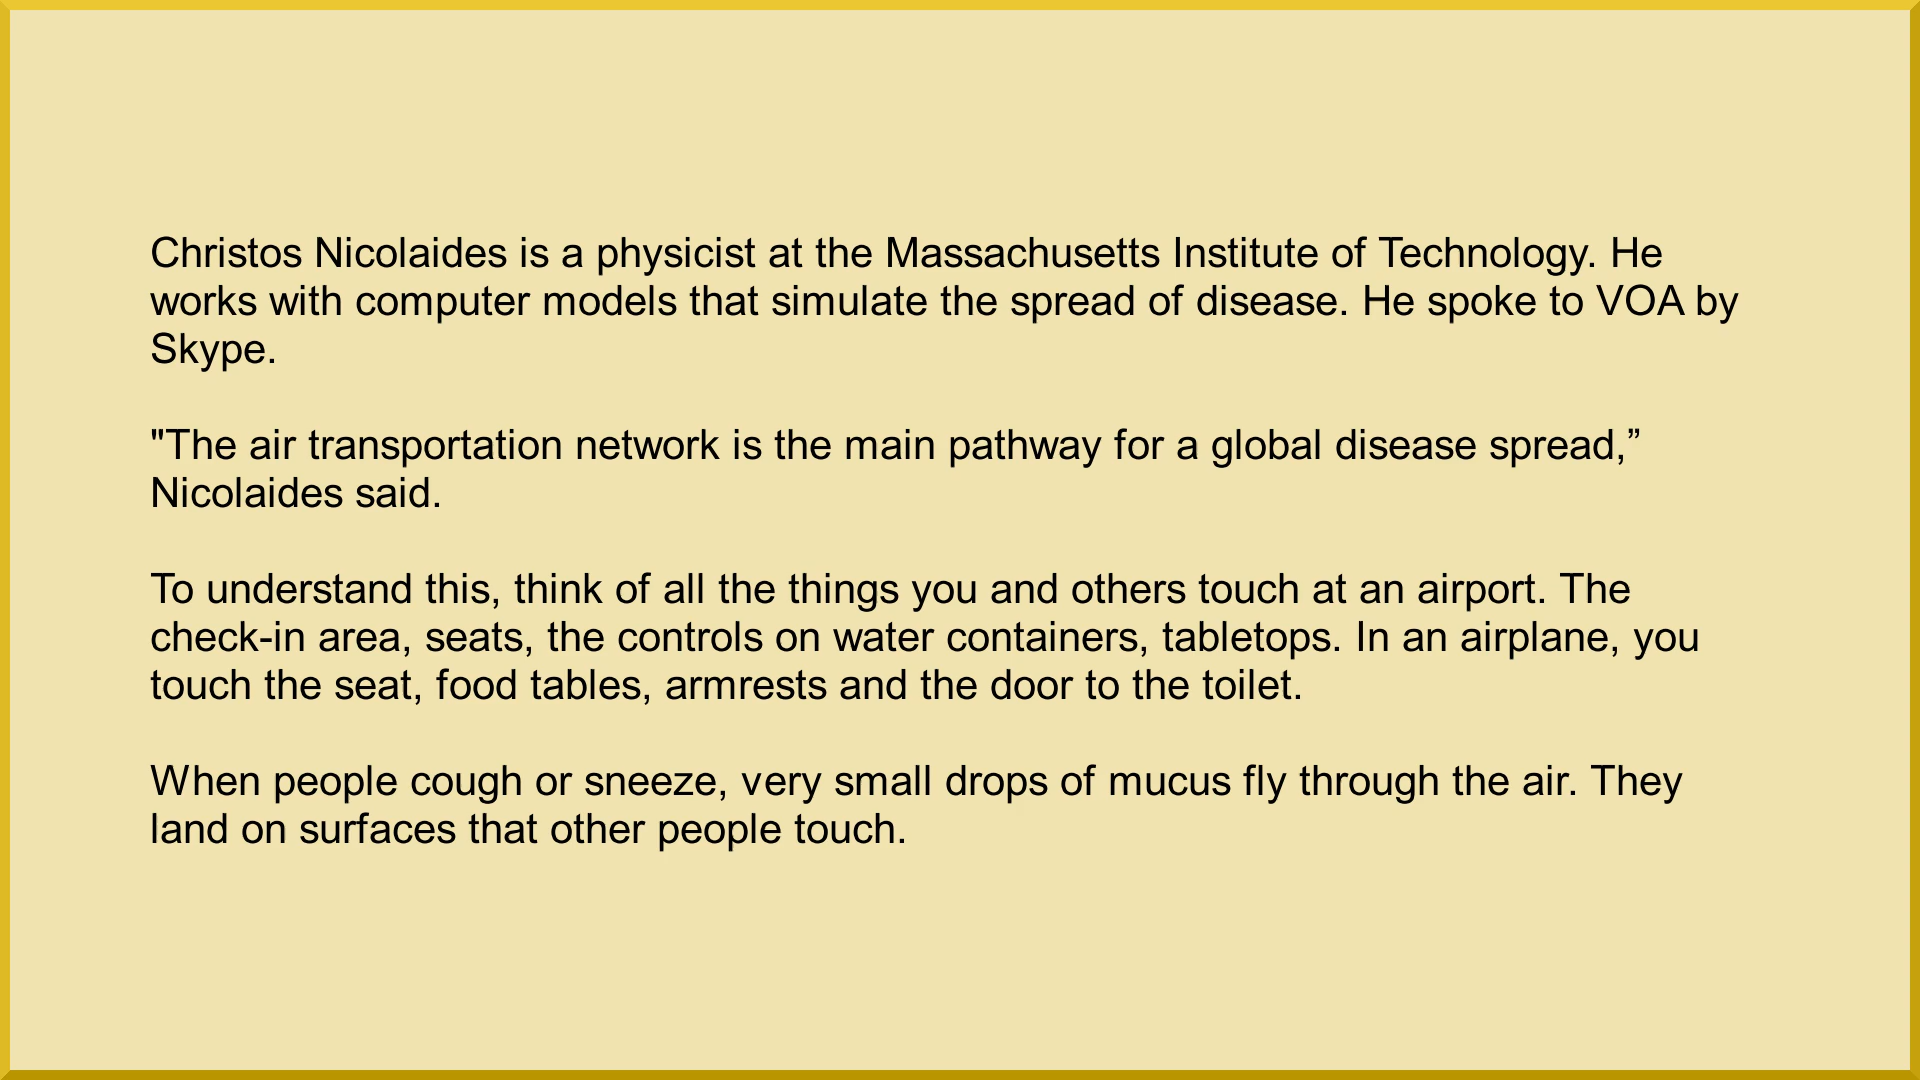 Christos Nicolaides is a physicist at the Massachusetts Institute of Technology. He
works with computer models that simulate the spread of disease. He spoke to VOA by
Skype.
"The air transportation network is the main pathway for a global disease spread,”
Nicolaides said.
To understand this, think of all the things you and others touch at an airport. The
check-in area, seats, the controls on water containers, tabletops. In an airplane, you
touch the seat, food tables, armrests and the door to the toilet.
When people cough or sneeze, very small drops of mucus fly through the air. They
land on surfaces that other people touch.